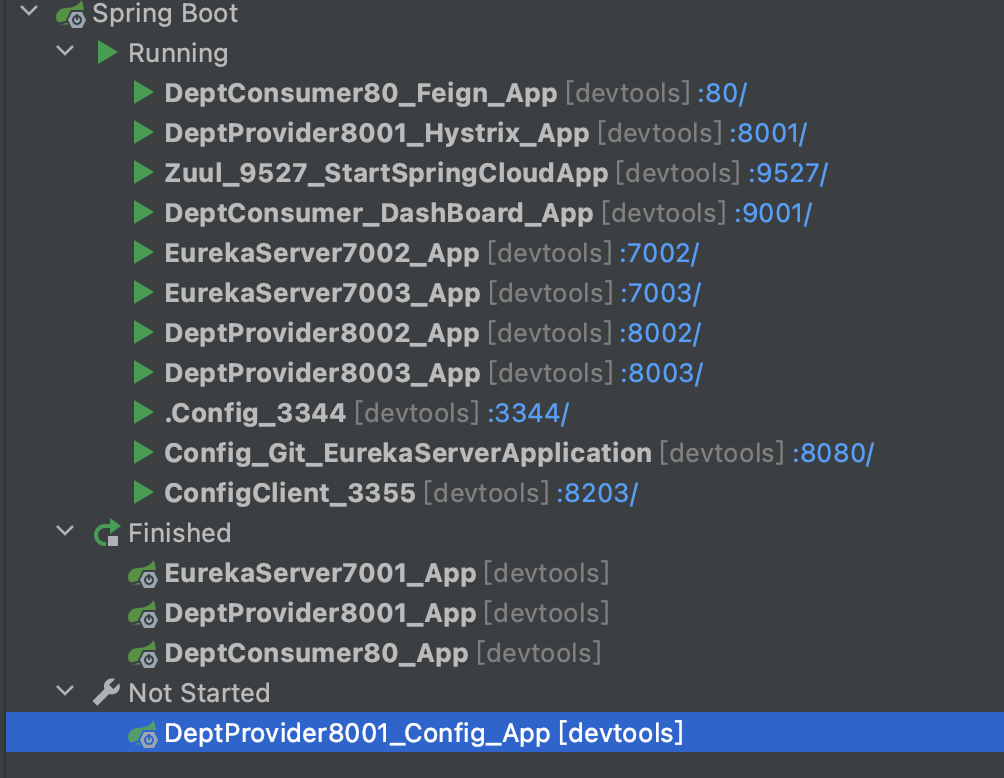 Spring Boot
Running
DeptConsumer80_Feign_App [devtools] :80/
DeptProvider8001_Hystrix_App [devtools] :8001/
Zuul_9527_StartSpringCloudApp [devtools] :9527/
DeptConsumer_DashBoard_App [devtools] :9001/
EurekaServer7002_App [devtools] :7002/
EurekaServer7003_App [devtools] :7003/
DeptProvider8002_App [devtools] :8002/
DeptProvider8003_App [devtools] :8003/
.Config_3344 [devtools] :3344/
Config_Git_EurekaServerApplication [devtools] :8080/
ConfigClient_3355 [devtools] :8203/
Finished
EurekaServer7001_App [devtools]
DeptProvider8001_App [devtools]
DeptConsumer80_App [devtools]
Not Started
DeptProvider8001_Config_App [devtools]